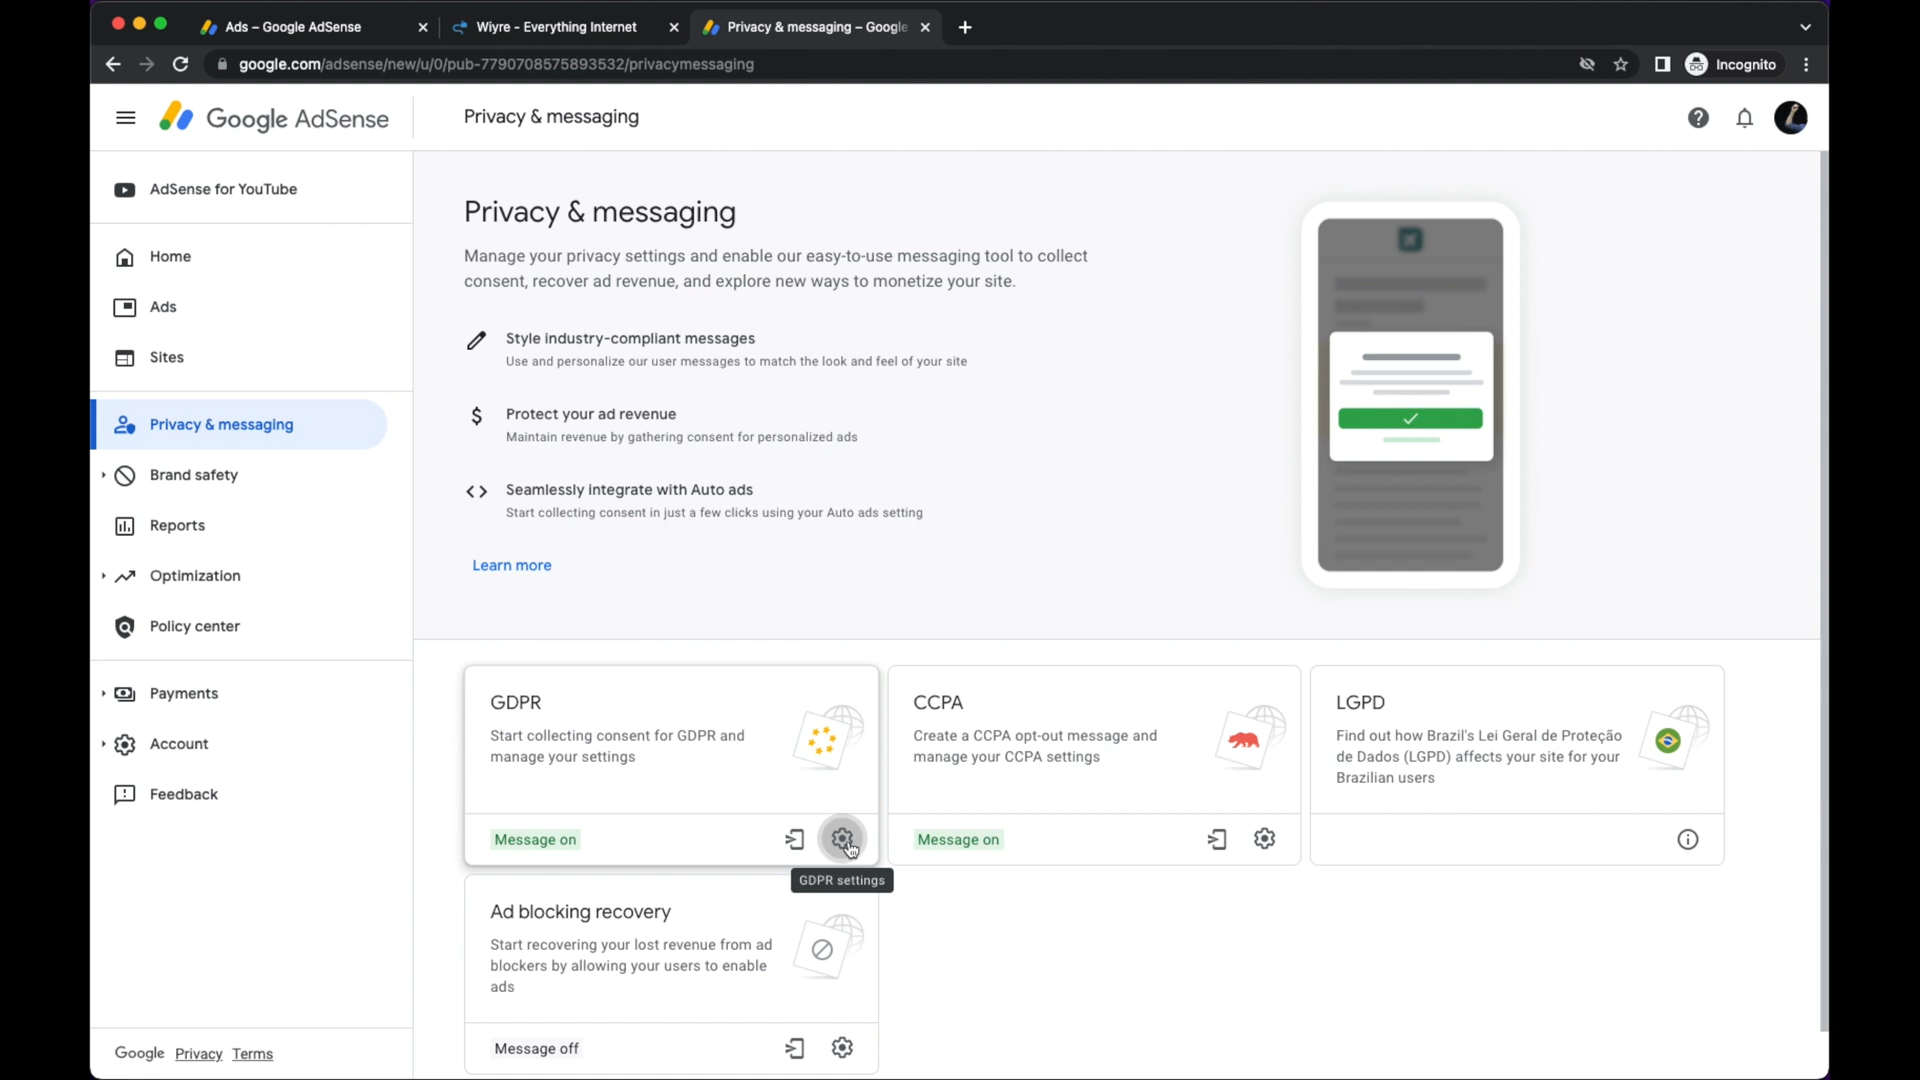 Ads – Google AdSense
Wiyre - Everything Internet
Privacy & messaging – Google
google.com/adsense/new/u/0/pub-7790708575893532/privacymessaging
Incognito
Google AdSense
Privacy & messaging
AdSense for YouTube
Home
Ads
Sites
Privacy & messaging
Brand safety
Reports
Optimization
Policy center
Payments
Account
Feedback
Google Privacy Terms
Privacy & messaging
Manage your privacy settings and enable our easy-to-use messaging tool to collect
consent, recover ad revenue, and explore new ways to monetize your site.
Style industry-compliant messages
Use and personalize our user messages to match the look and feel of your site
Protect your ad revenue
Maintain revenue by gathering consent for personalized ads
Seamlessly integrate with Auto ads
Start collecting consent in just a few clicks using your Auto ads setting
Learn more
GDPR
Start collecting consent for GDPR and
manage your settings
Message on
GDPR settings
CCPA
Create a CCPA opt-out message and
manage your CCPA settings
Message on
LGPD
Find out how Brazil's Lei Geral de Proteção
de Dados (LGPD) affects your site for your
Brazilian users
Ad blocking recovery
Start recovering your lost revenue from ad
blockers by allowing your users to enable
ads
Message off